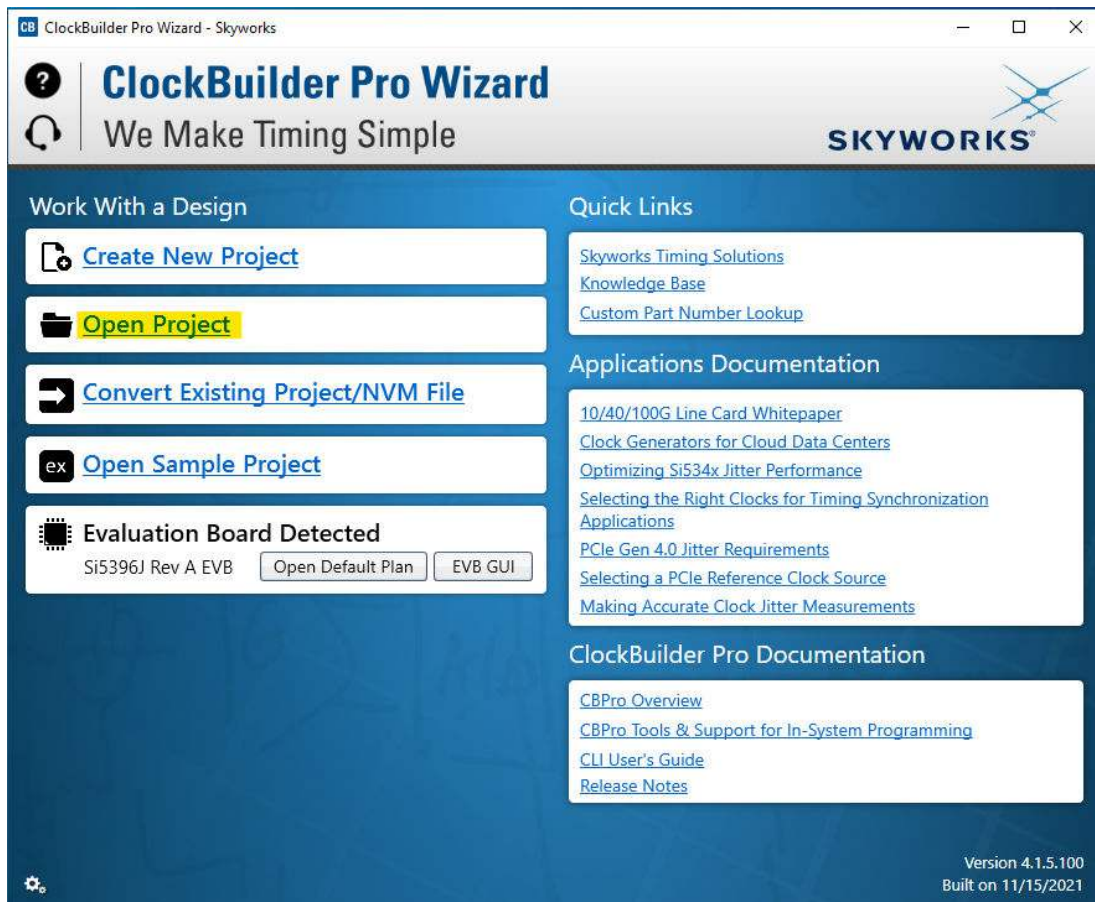 CB ClockBuilder Pro Wizard - Skyworks
?
ClockBuilder Pro Wizard
We Make Timing Simple
SKYWORKS®
Work With a Design
Create New Project
Open Project
Convert Existing Project/NVM File
ex Open Sample Project
Evaluation Board Detected
Si5396J Rev A EVB Open Default Plan EVB GUI
Quick Links
Skyworks Timing Solutions
Knowledge Base
Custom Part Number Lookup
Applications Documentation
10/40/100G Line Card Whitepaper
Clock Generators for Cloud Data Centers
Optimizing Si534x Jitter Performance
Selecting the Right Clocks for Timing Synchronization
Applications
PCIe Gen 4.0 Jitter Requirements
Selecting a PCIe Reference Clock Source
Making Accurate Clock Jitter Measurements
ClockBuilder Pro Documentation
CBPro Overview
CBPro Tools & Support for In-System Programming
CLI User's Guide
Release Notes
Version 4.1.5.100
Built on 11/15/2021